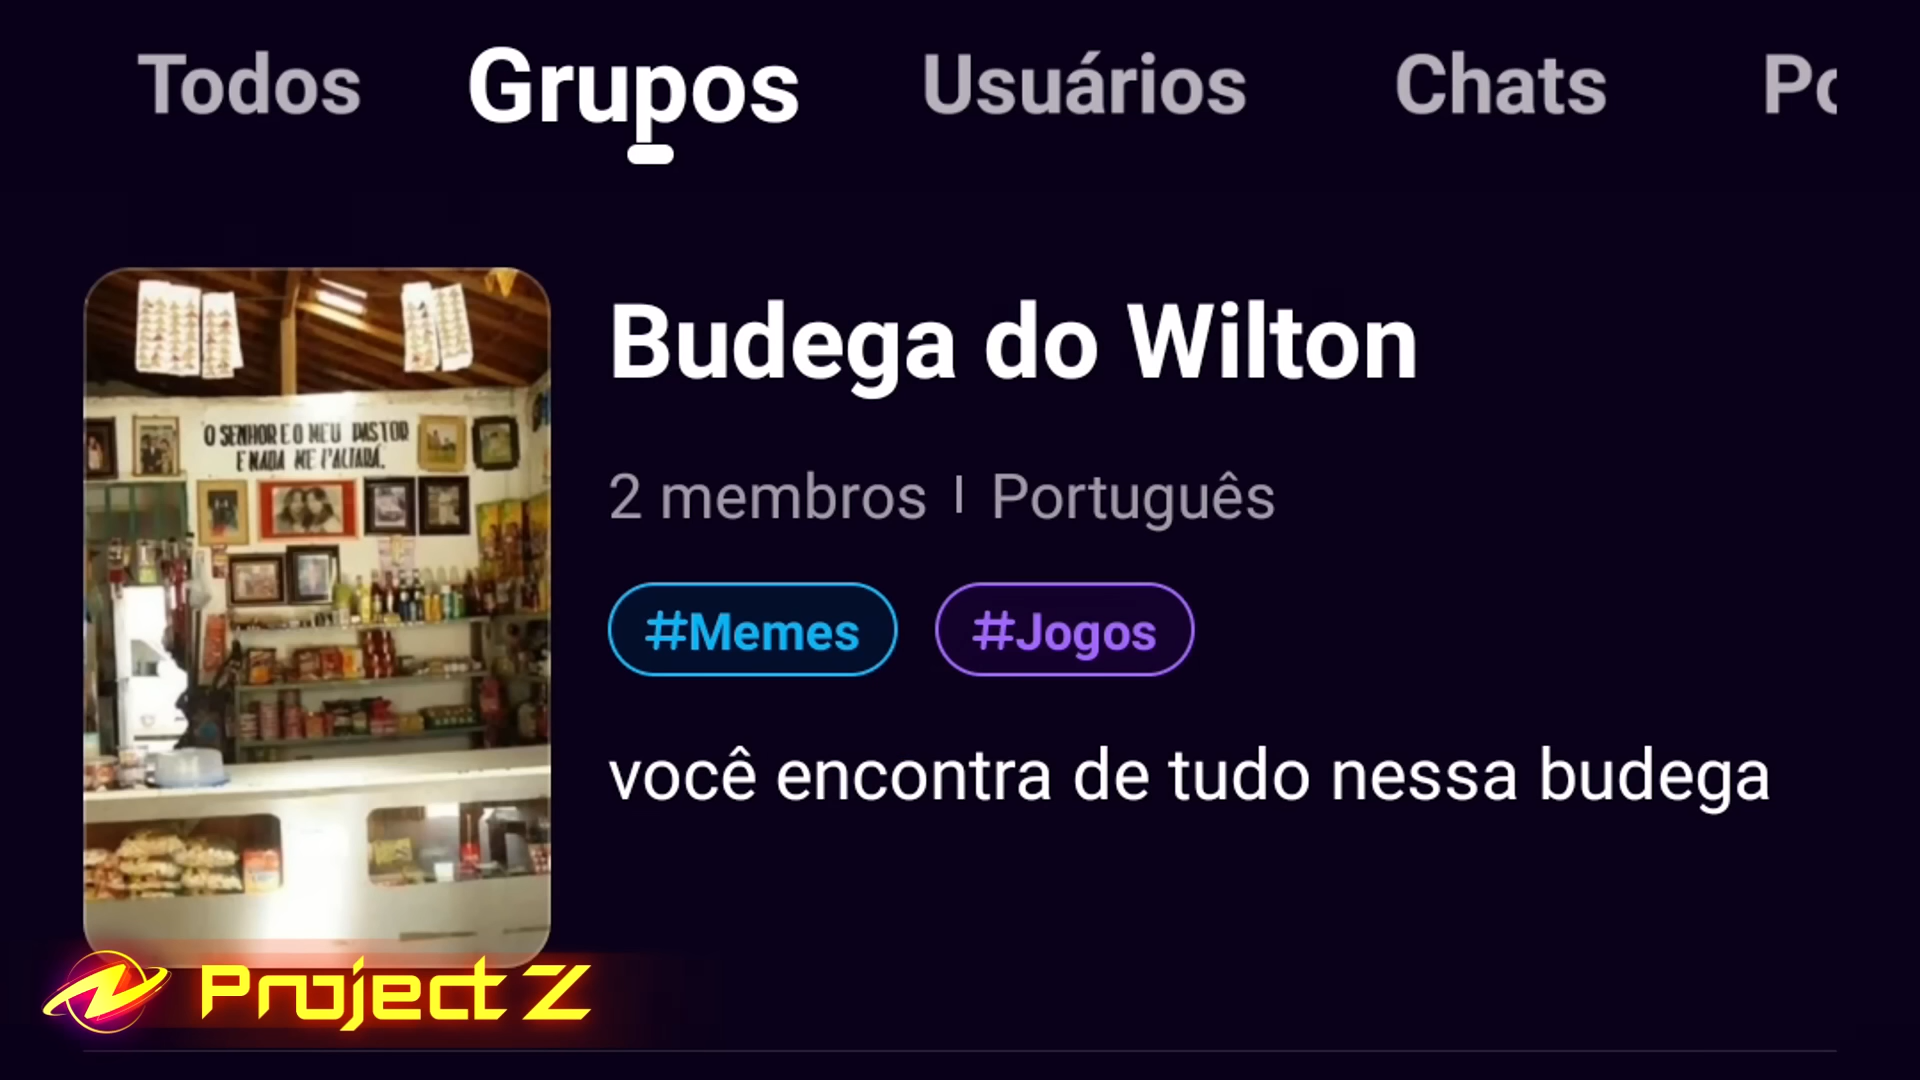 Todos Grupos Usuários Chats Po
Budega do Wilton
2 membros | Português
#Memes #Jogos
você encontra de tudo nessa budega
O SENHOR E O MEU PASTOR
E NADA ME FALTARÁ.
Project Z